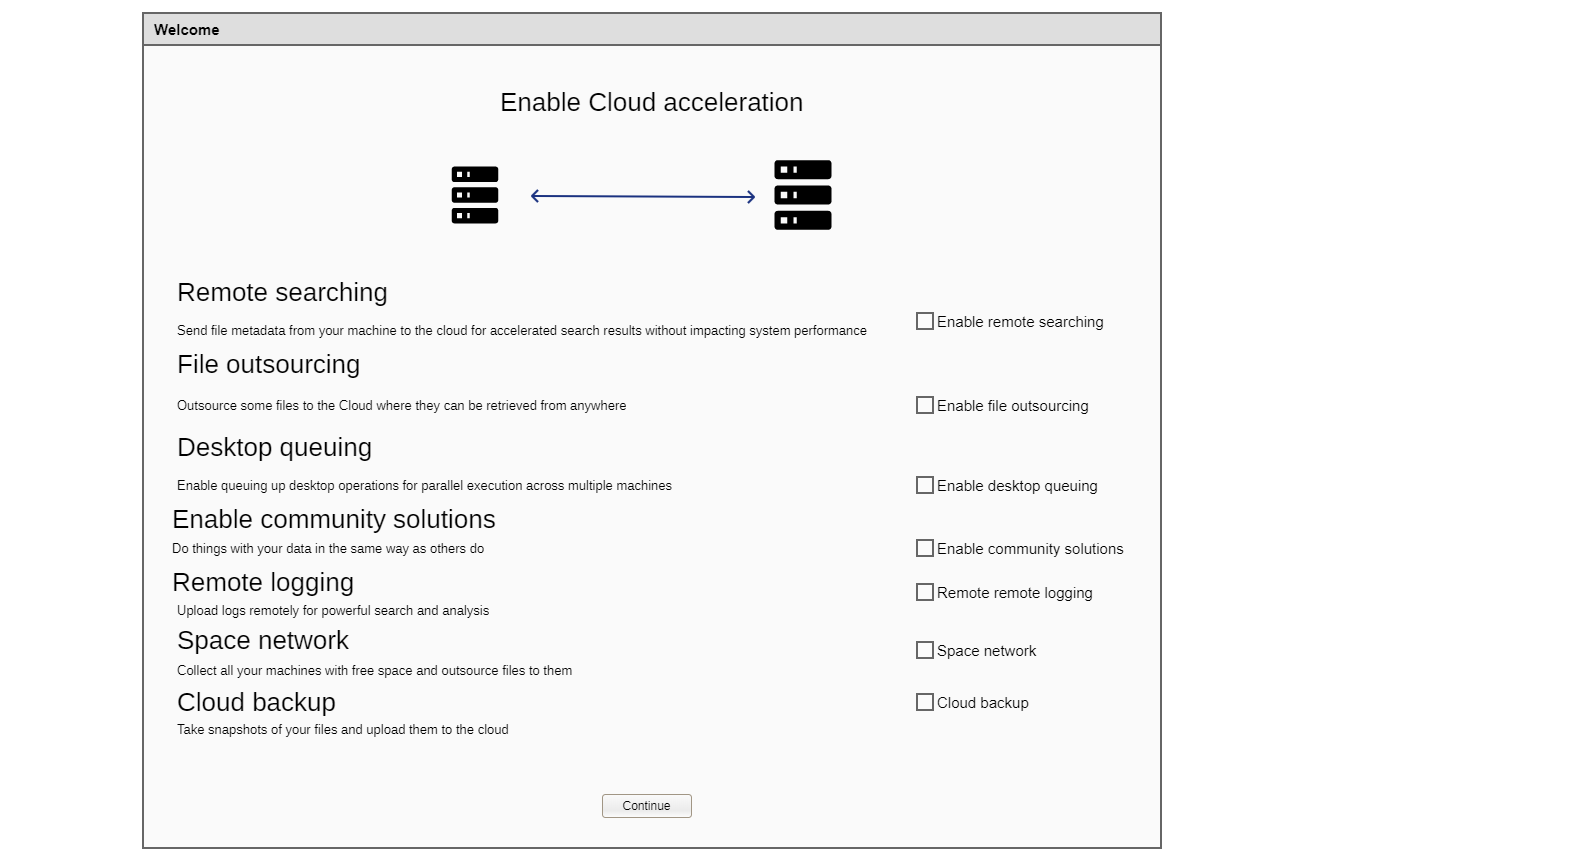 Welcome
Enable Cloud acceleration
Remote searching
Send file metadata from your machine to the cloud for accelerated search results without impacting system performance
Enable remote searching
File outsourcing
Outsource some files to the Cloud where they can be retrieved from anywhere
Enable file outsourcing
Desktop queuing
Enable queuing up desktop operations for parallel execution across multiple machines
Enable desktop queuing
Enable community solutions
Do things with your data in the same way as others do
Enable community solutions
Remote logging
Upload logs remotely for powerful search and analysis
Remote remote logging
Space network
Collect all your machines with free space and outsource files to them
Space network
Cloud backup
Take snapshots of your files and upload them to the cloud
Cloud backup
Continue